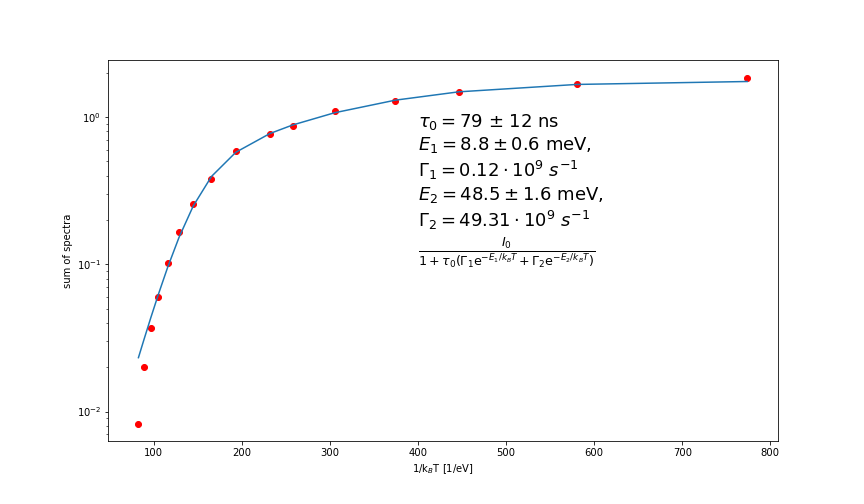 10⁰
10⁻¹
10⁻²
sum of spectra
τ₀ = 79 ± 12 ns
E₁ = 8.8 ± 0.6 meV,
Γ₁ = 0.12 · 10⁹ s⁻¹
E₂ = 48.5 ± 1.6 meV,
Γ₂ = 49.31 · 10⁹ s⁻¹
I₀
1 + τ₀(Γ₁e^{−E₁/k_BT} + Γ₂e^{−E₂/k_BT})
100 200 300 400 500 600 700 800
1/k_BT [1/eV]